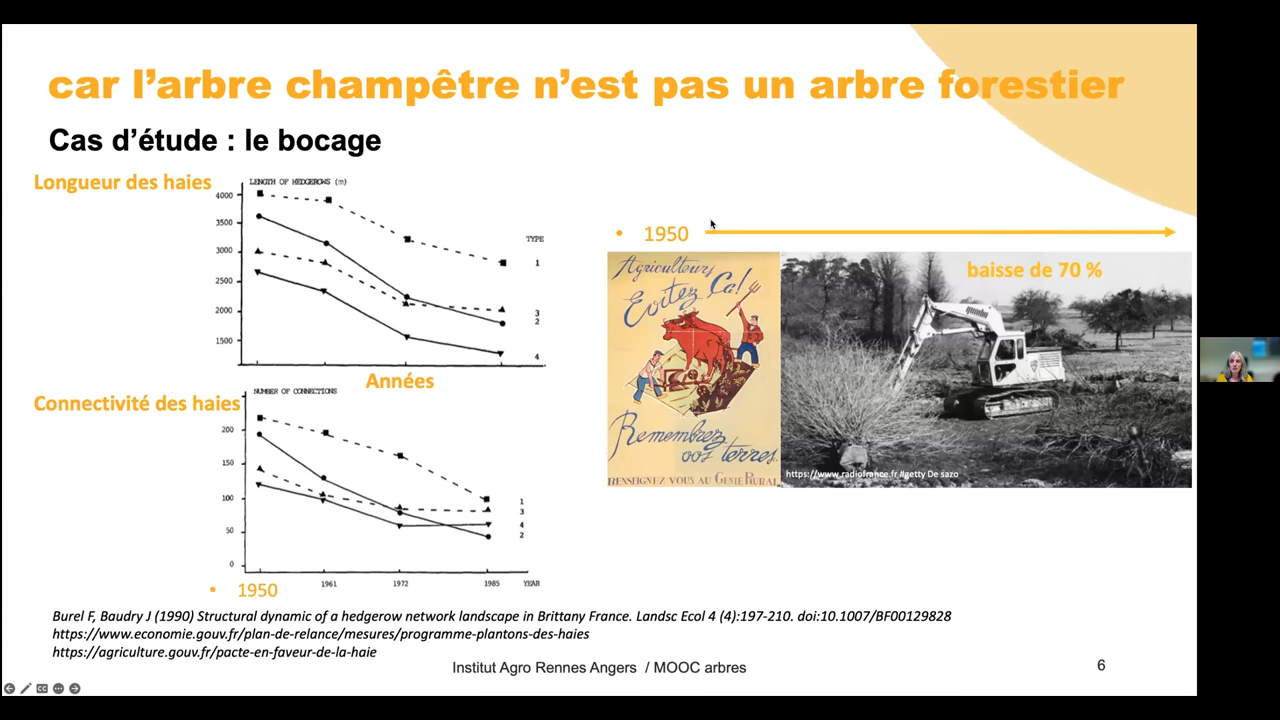 car l’arbre champêtre n’est pas un arbre forestier
Cas d’étude : le bocage
Longueur des haies
LENGTH OF HEDGEROWS (m)
4000
3500
3000
2500
2000
1500
TYPE
1
3
2
4
Années
Connectivité des haies
NUMBER OF CONNECTIONS
200
150
100
50
0
1
3
4
2
1961
1972
1985
YEAR
• 1950
• 1950
Agriculteurs
Evitez Ça!
Remembrez
vos terres
RENSEIGNEZ VOUS AU GENIE RURAL
baisse de 70 %
https://www.radiofrance.fr #getty De sazo
Burel F, Baudry J (1990) Structural dynamic of a hedgerow network landscape in Brittany France. Landsc Ecol 4 (4):197-210. doi:10.1007/BF00129828
https://www.economie.gouv.fr/plan-de-relance/mesures/programme-plantons-des-haies
https://agriculture.gouv.fr/pacte-en-faveur-de-la-haie
Institut Agro Rennes Angers / MOOC arbres
6